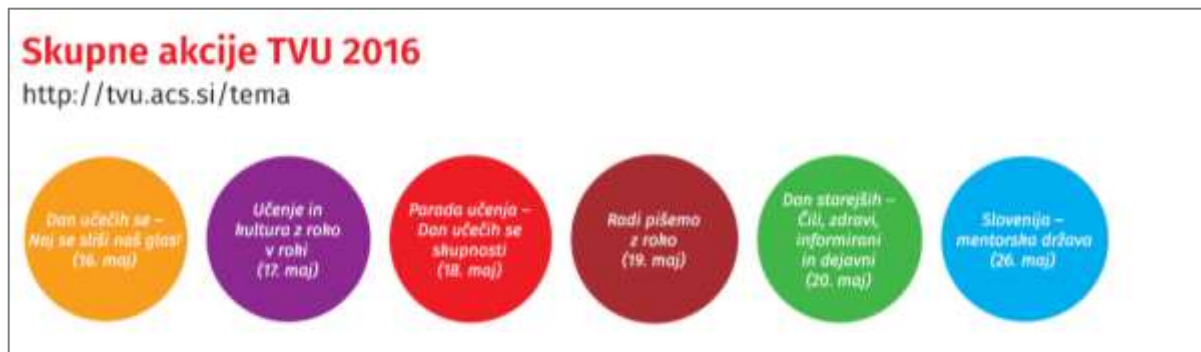 Skupne akcije TVU 2016
http://tvu.acs.si/tema
Dan učečih se –
Naj se sliši naš glas!
(16. maj)
Učenje in
kultura z roko
v roki
(17. maj)
Parada učenja –
Dan učečih se
skupnosti
(18. maj)
Radi pišemo
z roko
(19. maj)
Dan starejših –
Čili, zdravi,
informirani
in dejavni
(20. maj)
Slovenija –
mentorska država
(26. maj)